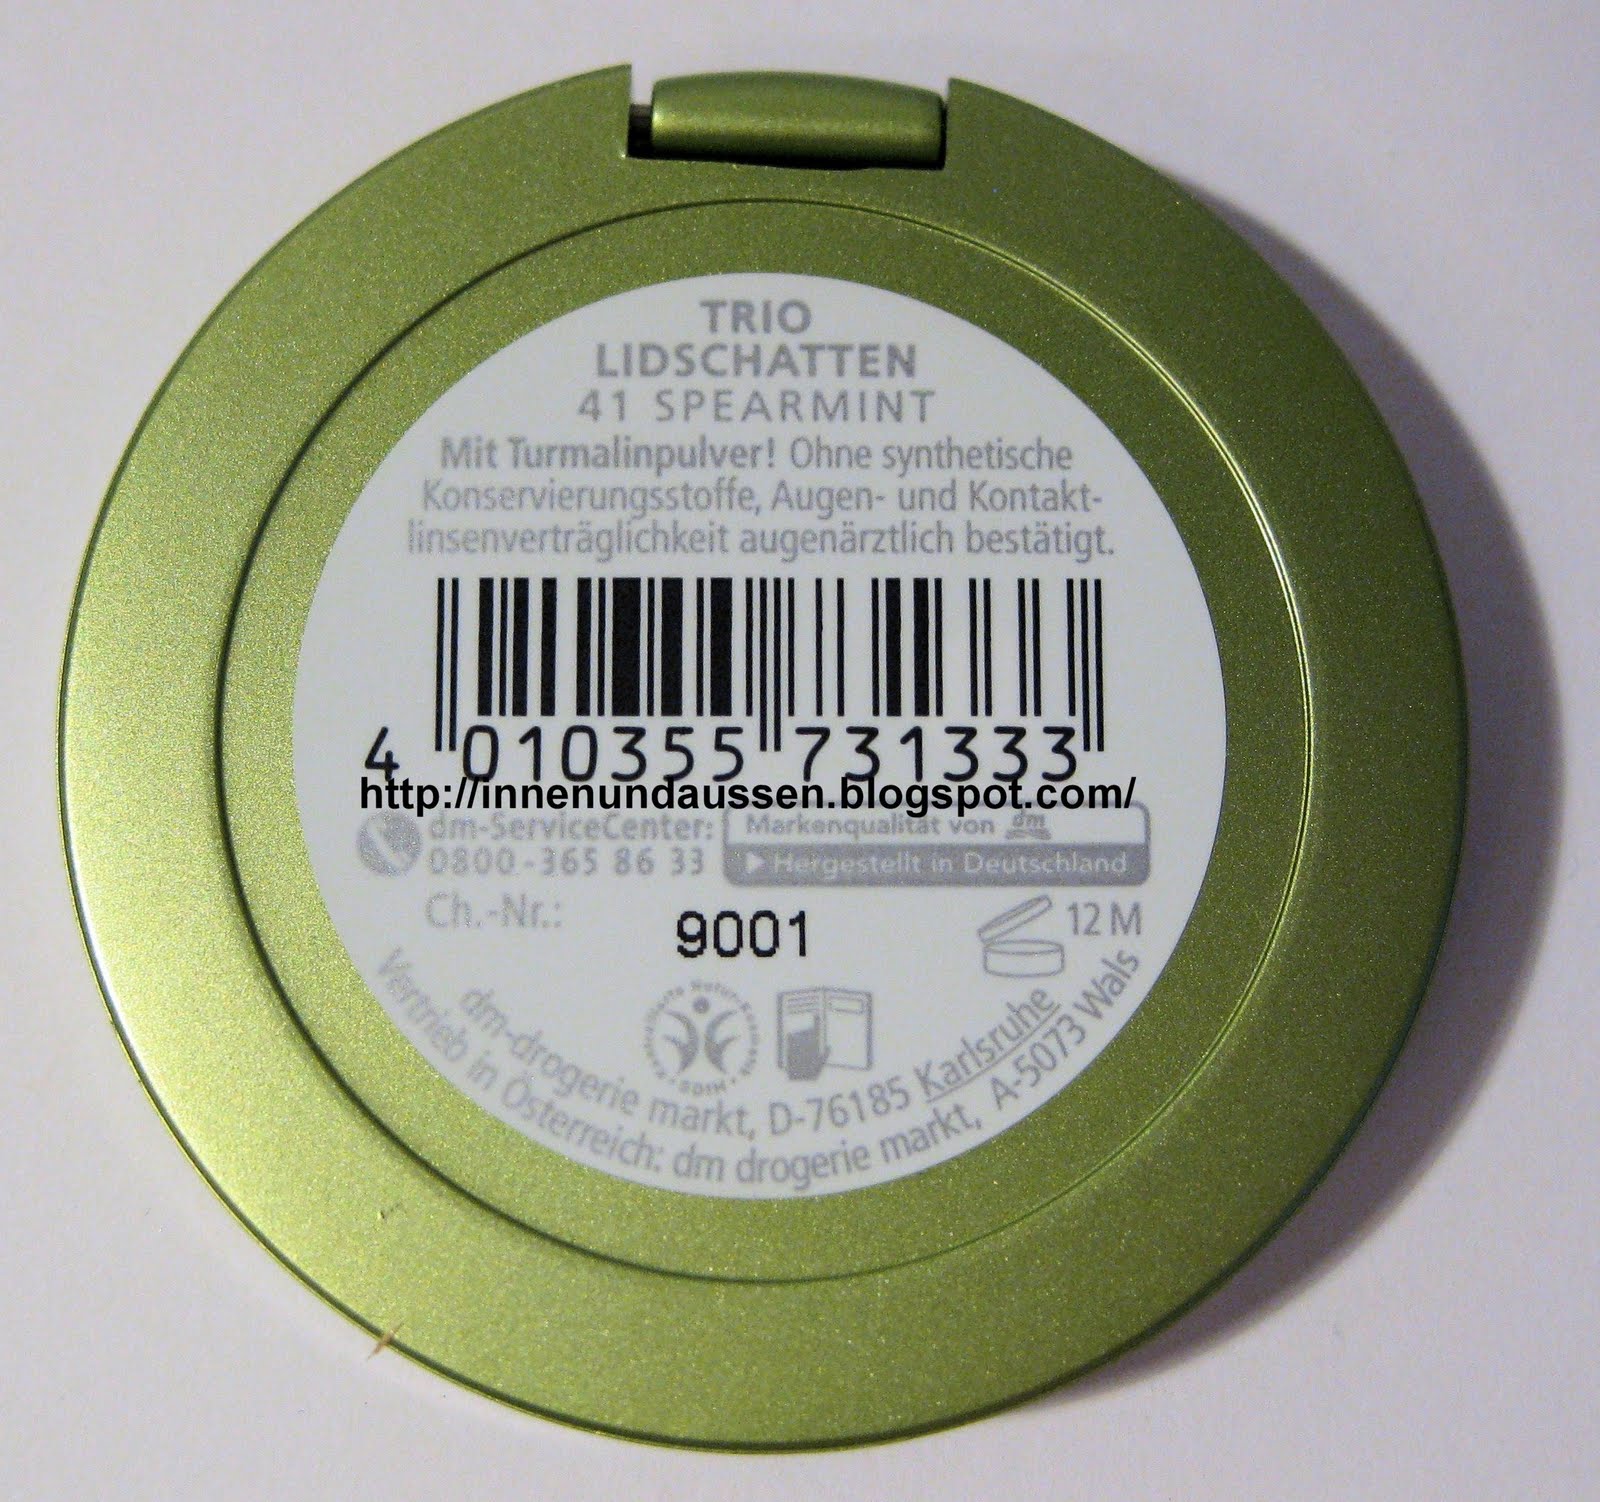 TRIO
LIDSCHATTEN
41 SPEARMINT
Mit Turmalinpulver! Ohne synthetische
Konservierungsstoffe, Augen- und Kontakt-
linsenverträglichkeit augenärztlich bestätigt.
4 010355 731333
http://innenundaussen.blogspot.com/
dm-ServiceCenter:
0800-365 86 33
Markenqualität von dm
Hergestellt in Deutschland
Ch.-Nr.: 9001
12 M
BDIH
dm-drogerie markt, D-76185 Karlsruhe
Vertrieb in Österreich: dm drogerie markt, A-5073 Wals